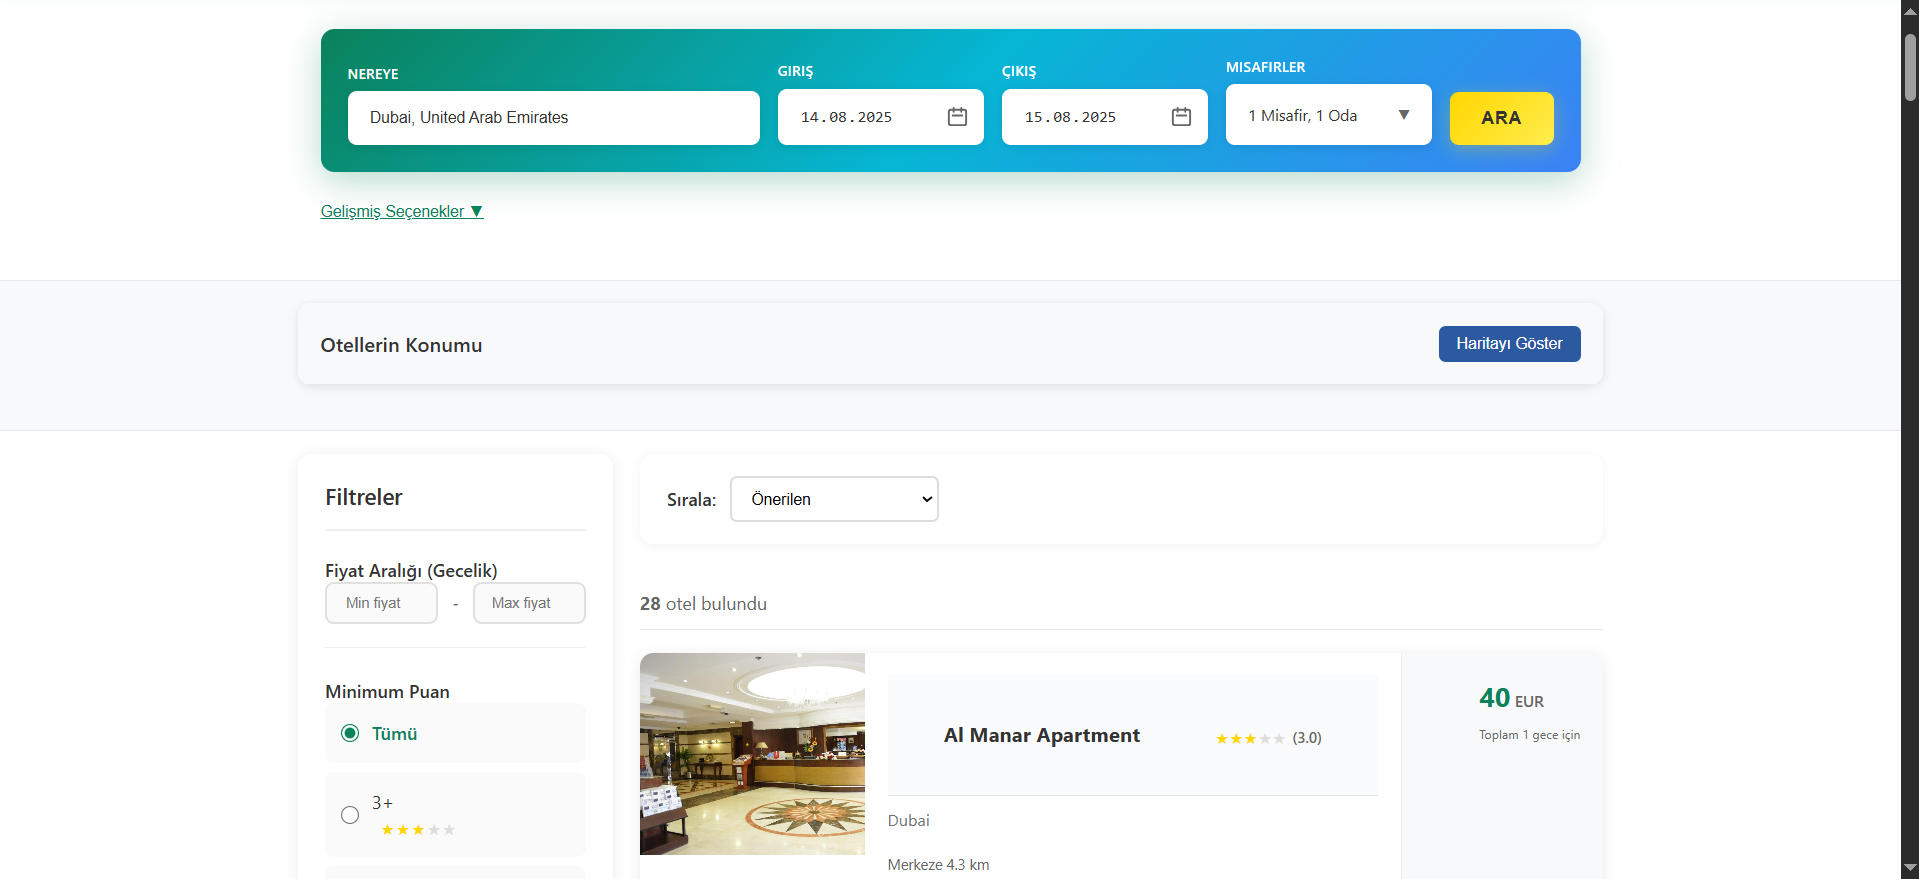 NEREYE
Dubai, United Arab Emirates
GIRIŞ
14.08.2025
ÇIKIŞ
15.08.2025
MISAFIRLER
1 Misafir, 1 Oda ▼
ARA
Gelişmiş Seçenekler ▼
Otellerin Konumu
Haritayı Göster
Filtreler
Fiyat Aralığı (Gecelik)
Min fiyat - Max fiyat
Minimum Puan
Tümü
3+
★★★★★
Sırala: Önerilen
28 otel bulundu
Al Manar Apartment ★★★★★ (3.0)
Dubai
Merkeze 4.3 km
40 EUR
Toplam 1 gece için